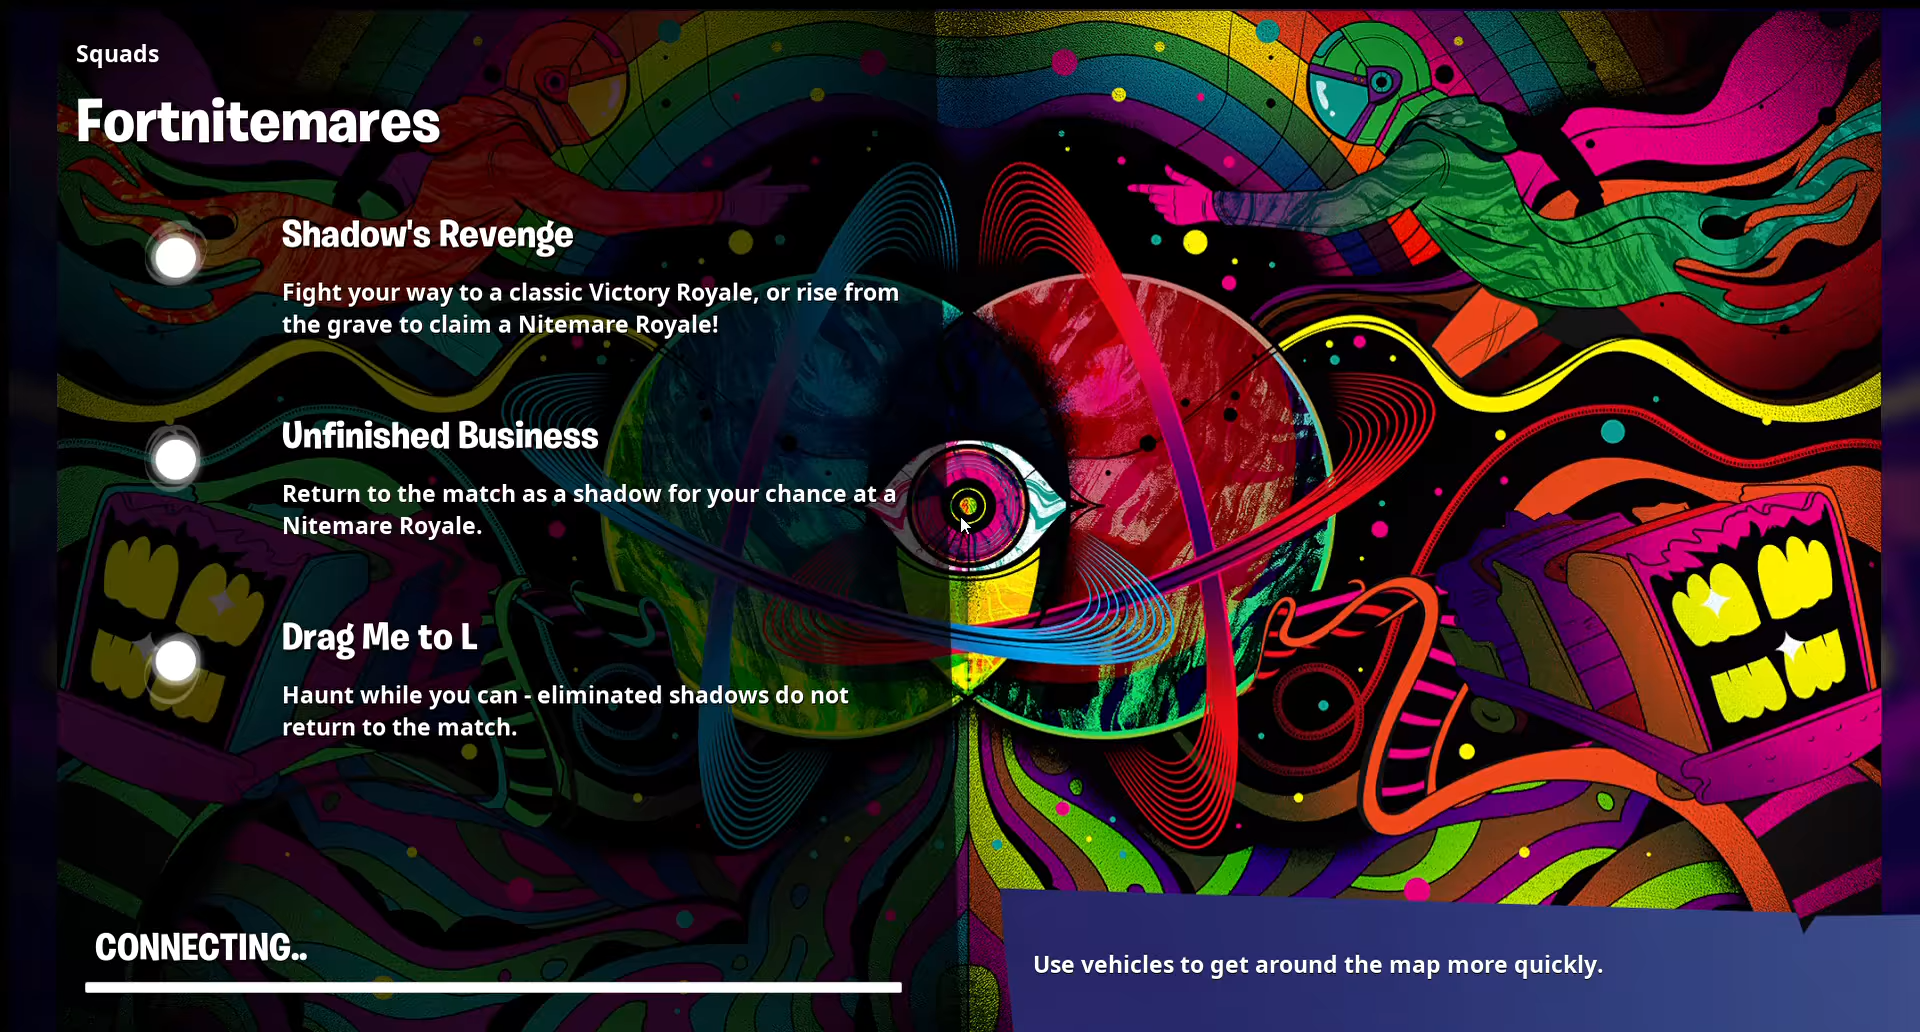 Squads
Fortnitemares
Shadow's Revenge
Fight your way to a classic Victory Royale, or rise from
the grave to claim a Nitemare Royale!
Unfinished Business
Return to the match as a shadow for your chance at a
Nitemare Royale.
Drag Me to L
Haunt while you can - eliminated shadows do not
return to the match.
CONNECTING..
Use vehicles to get around the map more quickly.